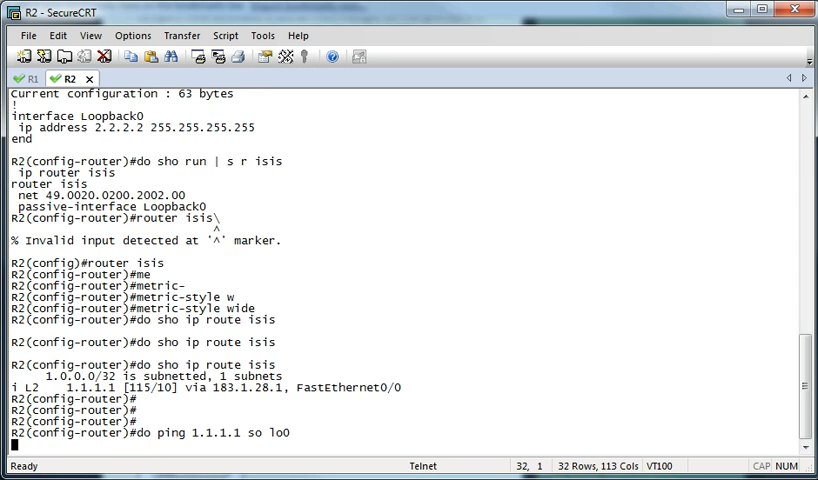 R2 - SecureCRT
File Edit View Options Transfer Script Tools Help
R1 R2
Current configuration : 63 bytes
!
interface Loopback0
 ip address 2.2.2.2 255.255.255.255
end
R2(config-router)#do sho run | s r isis
 ip router isis
router isis
 net 49.0020.0200.2002.00
 passive-interface Loopback0
R2(config-router)#router isis\
^
% Invalid input detected at '^' marker.
R2(config)#router isis
R2(config-router)#me
R2(config-router)#metric-
R2(config-router)#metric-style w
R2(config-router)#metric-style wide
R2(config-router)#do sho ip route isis
R2(config-router)#do sho ip route isis
R2(config-router)#do sho ip route isis
1.0.0.0/32 is subnetted, 1 subnets
i L2 1.1.1.1 [115/10] via 183.1.28.1, FastEthernet0/0
R2(config-router)#
R2(config-router)#
R2(config-router)#
R2(config-router)#do ping 1.1.1.1 so lo0
Ready Telnet 32, 1 32 Rows, 113 Cols VT100 CAP NUM